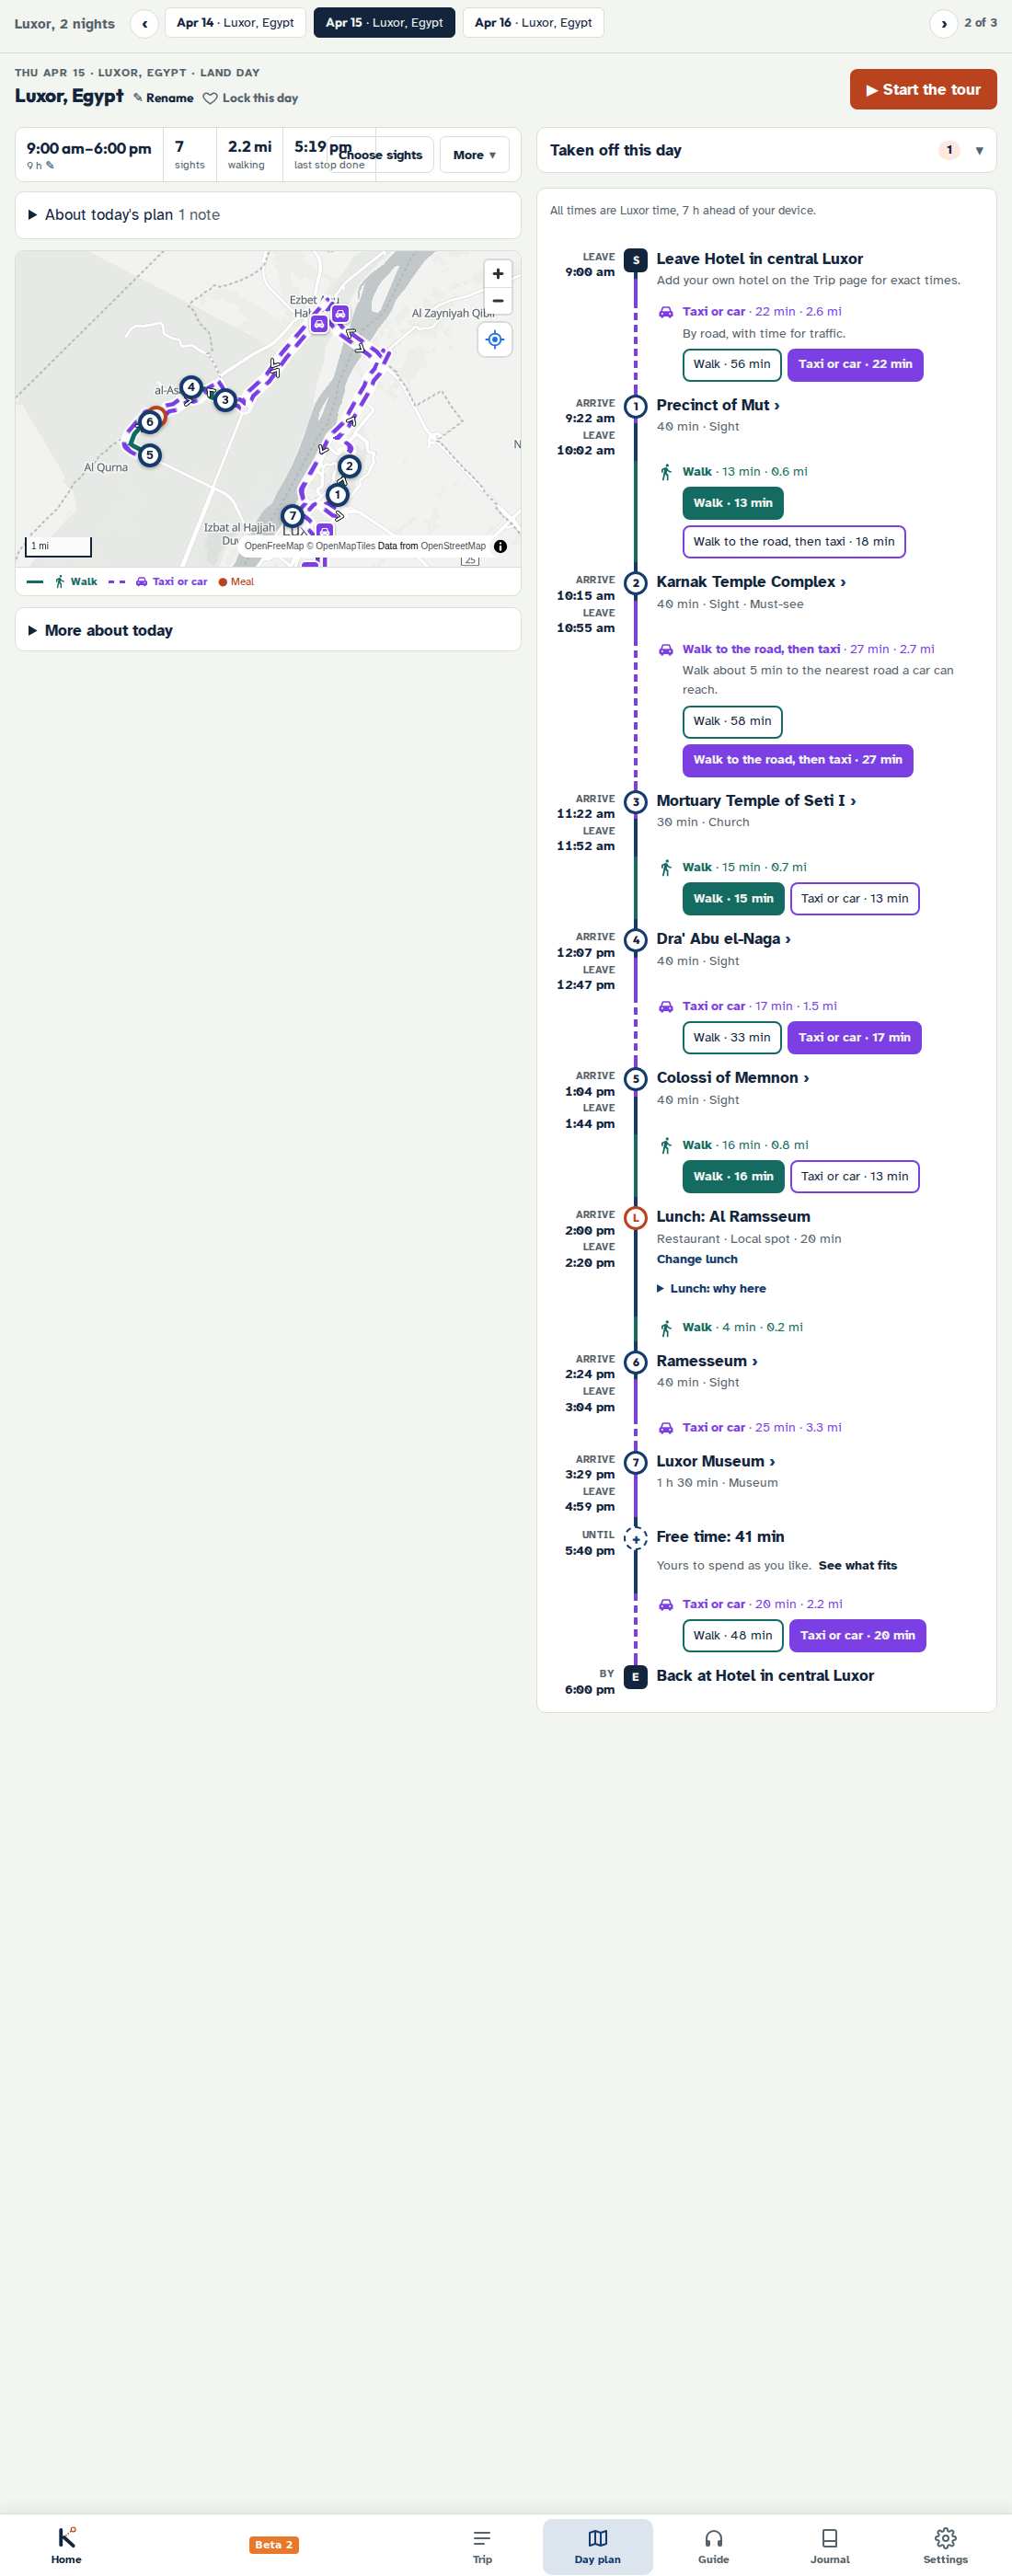 Luxor, 2 nights
‹
Apr 14 · Luxor, Egypt
Apr 15 · Luxor, Egypt
Apr 16 · Luxor, Egypt
›
2 of 3
THU APR 15 · LUXOR, EGYPT · LAND DAY
Luxor, Egypt
✎ Rename
Lock this day
▶ Start the tour
9:00 am–6:00 pm
9 h ✎
7
sights
2.2 mi
walking
5:19 pm
last stop done
Choose sights
More ▾
▶ About today's plan 1 note
Al Zayniyah Qibli
Ezbet Abu
4
3
6
5
Al Qurna
2
1
7
Izbat al Hajjah
N
25
1 mi
OpenFreeMap © OpenMapTiles Data from OpenStreetMap
Walk
Taxi or car
Meal
▶ More about today
Taken off this day
1
▾
All times are Luxor time, 7 h ahead of your device.
LEAVE
9:00 am
S
Leave Hotel in central Luxor
Add your own hotel on the Trip page for exact times.
Taxi or car · 22 min · 2.6 mi
By road, with time for traffic.
Walk · 56 min
Taxi or car · 22 min
ARRIVE
9:22 am
LEAVE
10:02 am
1
Precinct of Mut ›
40 min · Sight
Walk · 13 min · 0.6 mi
Walk · 13 min
Walk to the road, then taxi · 18 min
ARRIVE
10:15 am
LEAVE
10:55 am
2
Karnak Temple Complex ›
40 min · Sight · Must-see
Walk to the road, then taxi · 27 min · 2.7 mi
Walk about 5 min to the nearest road a car can
reach.
Walk · 58 min
Walk to the road, then taxi · 27 min
ARRIVE
11:22 am
LEAVE
11:52 am
3
Mortuary Temple of Seti I ›
30 min · Church
Walk · 15 min · 0.7 mi
Walk · 15 min
Taxi or car · 13 min
ARRIVE
12:07 pm
LEAVE
12:47 pm
4
Dra' Abu el-Naga ›
40 min · Sight
Taxi or car · 17 min · 1.5 mi
Walk · 33 min
Taxi or car · 17 min
ARRIVE
1:04 pm
LEAVE
1:44 pm
5
Colossi of Memnon ›
40 min · Sight
Walk · 16 min · 0.8 mi
Walk · 16 min
Taxi or car · 13 min
ARRIVE
2:00 pm
LEAVE
2:20 pm
L
Lunch: Al Ramsseum
Restaurant · Local spot · 20 min
Change lunch
▶ Lunch: why here
Walk · 4 min · 0.2 mi
ARRIVE
2:24 pm
LEAVE
3:04 pm
6
Ramesseum ›
40 min · Sight
Taxi or car · 25 min · 3.3 mi
ARRIVE
3:29 pm
LEAVE
4:59 pm
7
Luxor Museum ›
1 h 30 min · Museum
UNTIL
5:40 pm
+
Free time: 41 min
Yours to spend as you like. See what fits
Taxi or car · 20 min · 2.2 mi
Walk · 48 min
Taxi or car · 20 min
BY
6:00 pm
E
Back at Hotel in central Luxor
Home
Beta 2
Trip
Day plan
Guide
Journal
Settings